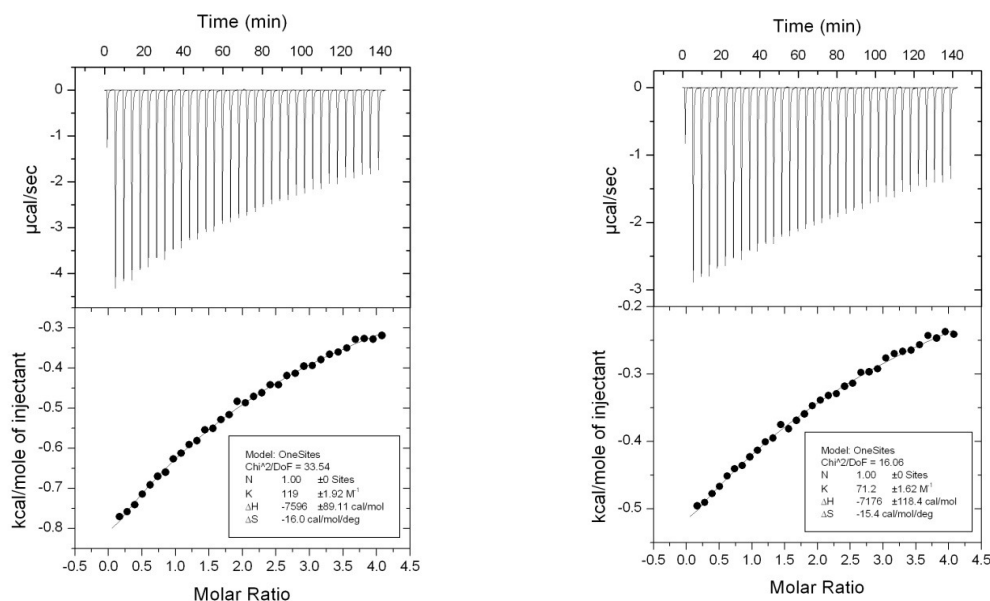 Time (min)
0 20 40 60 80 100 120 140
0
-1
-2
-3
-4
µcal/sec
-0.3
-0.4
-0.5
-0.6
-0.7
-0.8
kcal/mole of injectant
Model: OneSites
Chi^2/DoF = 33.54
N 1.00 ±0 Sites
K 119 ±1.92 M⁻¹
ΔH -7596 ±89.11 cal/mol
ΔS -16.0 cal/mol/deg
-0.5 0.0 0.5 1.0 1.5 2.0 2.5 3.0 3.5 4.0 4.5
Molar Ratio
Time (min)
0 20 40 60 80 100 120 140
0
-1
-2
-3
µcal/sec
-0.2
-0.3
-0.4
-0.5
kcal/mole of injectant
Model: OneSites
Chi^2/DoF = 16.06
N 1.00 ±0 Sites
K 71.2 ±1.62 M⁻¹
ΔH -7176 ±118.4 cal/mol
ΔS -15.4 cal/mol/deg
-0.5 0.0 0.5 1.0 1.5 2.0 2.5 3.0 3.5 4.0 4.5
Molar Ratio